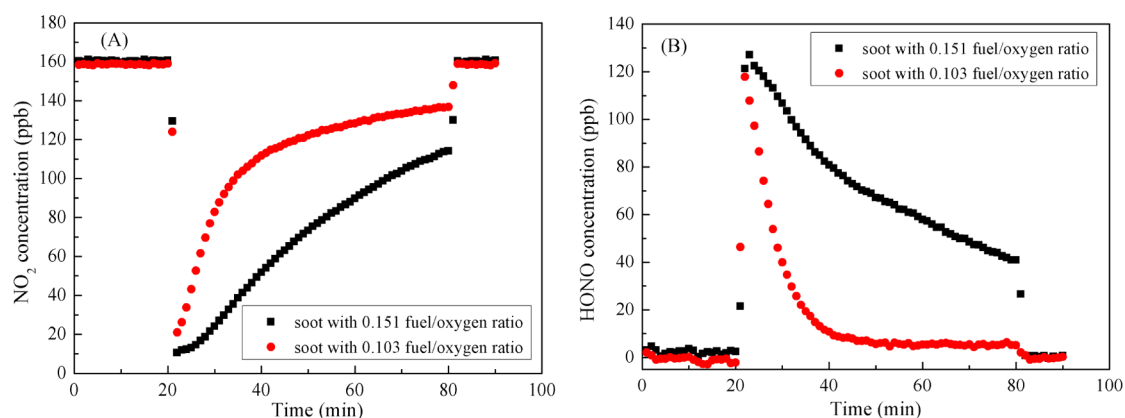 (A)
NO2 concentration (ppb)
180
160
140
120
100
80
60
40
20
0
0 20 40 60 80 100
Time (min)
soot with 0.151 fuel/oxygen ratio
soot with 0.103 fuel/oxygen ratio
(B)
HONO concentration (ppb)
140
120
100
80
60
40
20
0
0 20 40 60 80 100
Time (min)
soot with 0.151 fuel/oxygen ratio
soot with 0.103 fuel/oxygen ratio